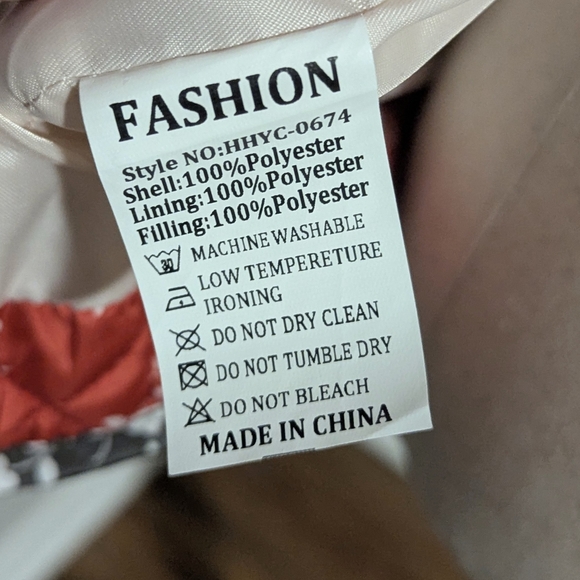 FASHION
Style NO:HHYC-0674
Shell:100%Polyester
Lining:100%Polyester
Filling:100%Polyester
30 MACHINE WASHABLE
LOW TEMPERETURE
IRONING
DO NOT DRY CLEAN
DO NOT TUMBLE DRY
DO NOT BLEACH
MADE IN CHINA